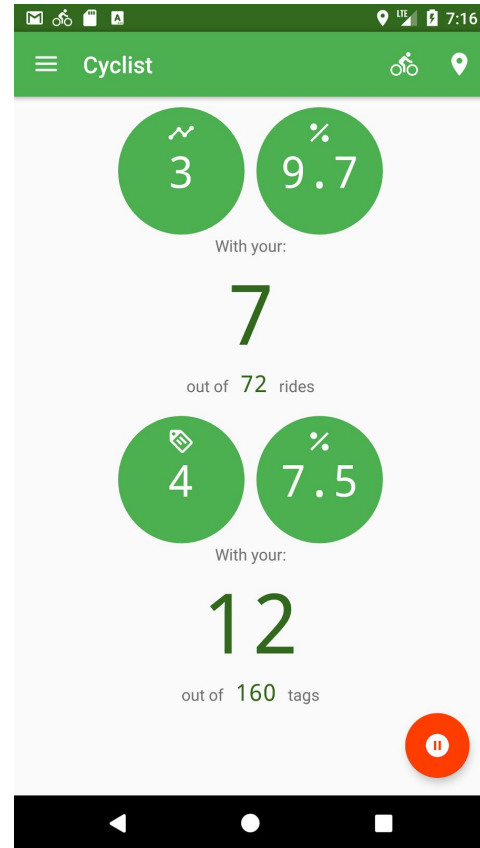 LTE 7:16
Cyclist
3 9.7
With your:
7
out of 72 rides
4 7.5
With your:
12
out of 160 tags